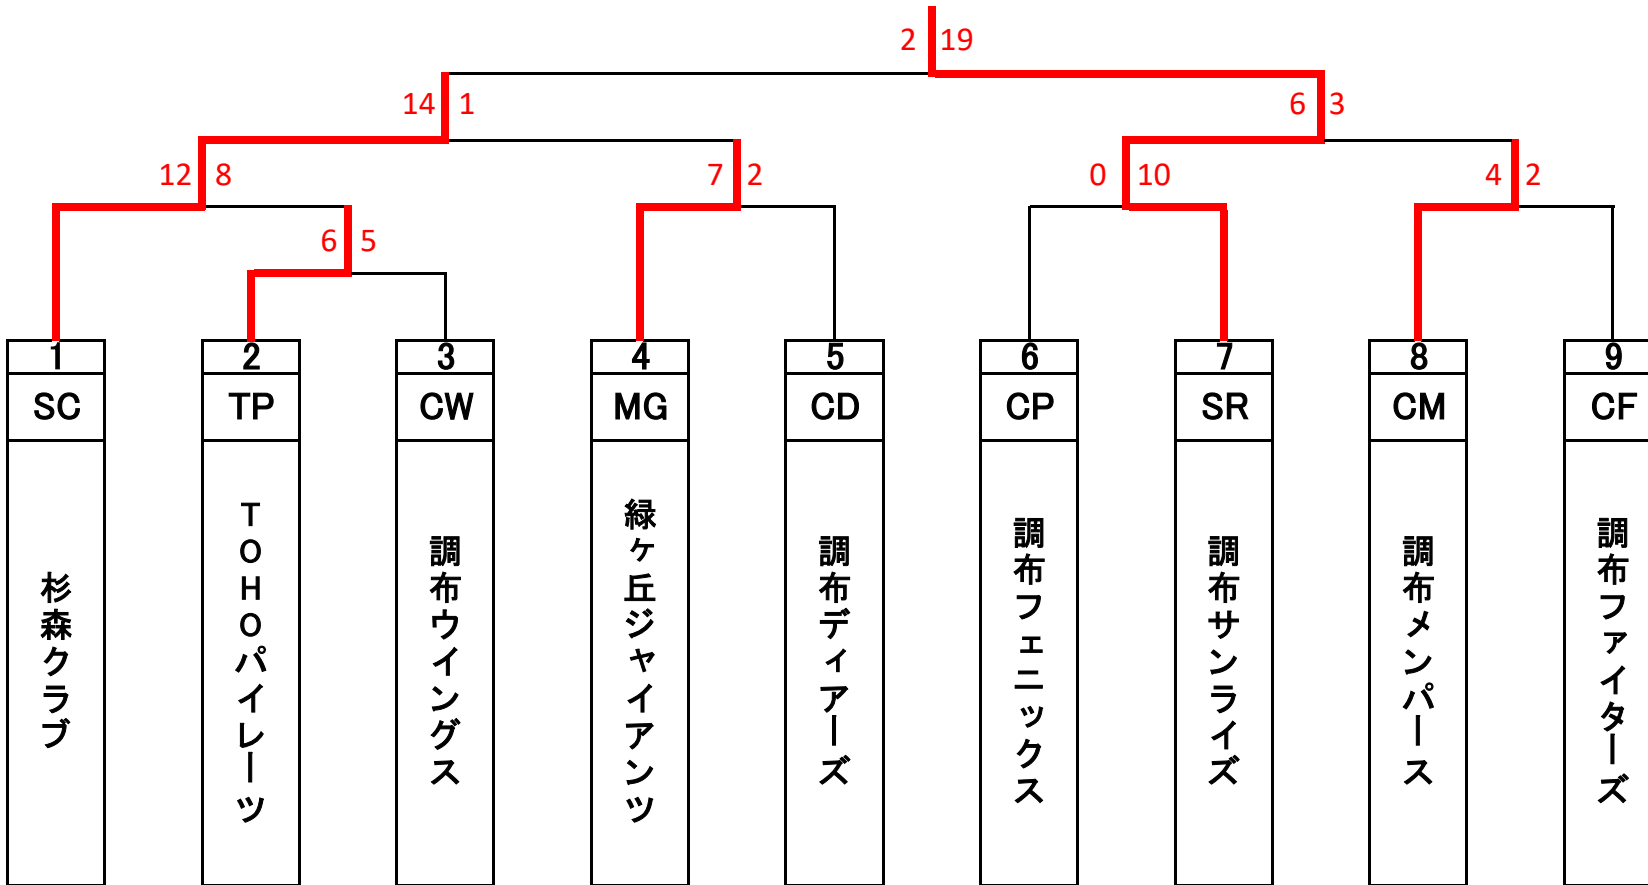 2 19
14 1
6 3
12 8
7 2
0 10
4 2
6 5
1 2 3 4 5 6 7 8 9
SC TP CW MG CD CP SR CM CF
杉森クラブ
TOHOパイレーツ
調布ウイングス
緑ヶ丘ジャイアンツ
調布ディアーズ
調布フェニックス
調布サンライズ
調布メンパース
調布ファイターズ